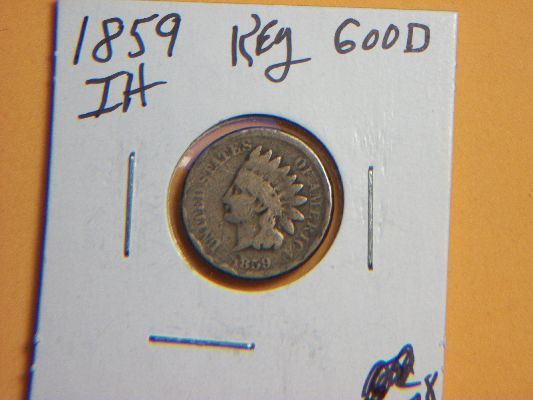 1859 KEy GOOD
IH
UNITED STATES OF AMERICA
1859